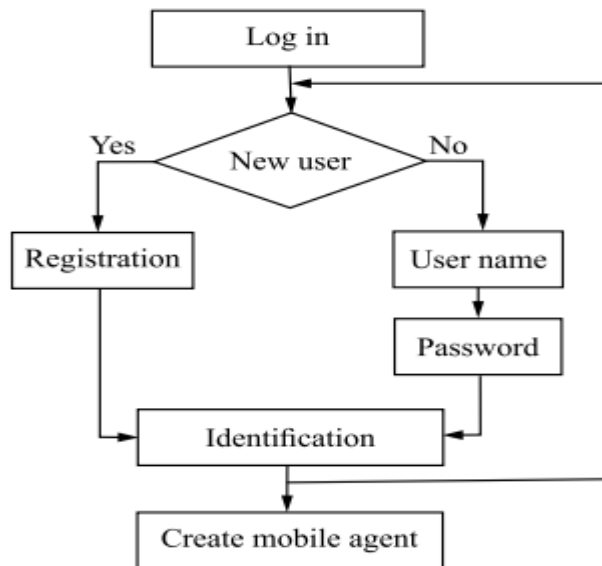 Log in
Yes
No
New user
Registration
User name
Password
Identification
Create mobile agent